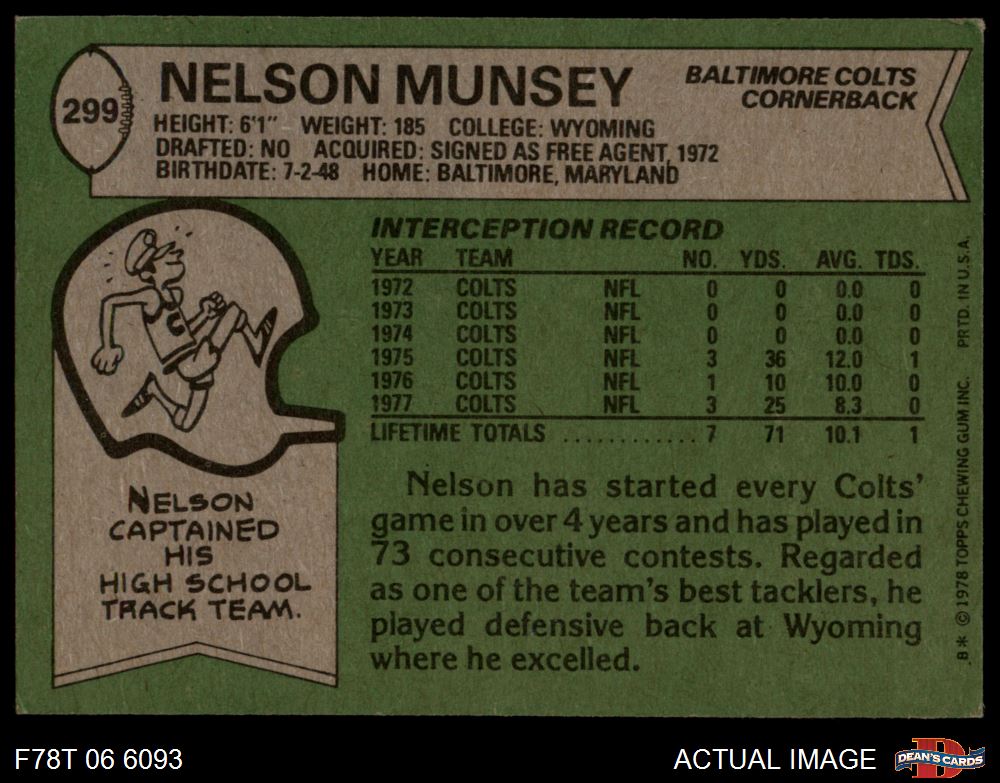 299
NELSON MUNSEY
BALTIMORE COLTS
CORNERBACK
HEIGHT: 6'1" WEIGHT: 185 COLLEGE: WYOMING
DRAFTED: NO ACQUIRED: SIGNED AS FREE AGENT, 1972
BIRTHDATE: 7-2-48 HOME: BALTIMORE, MARYLAND
C
NELSON
CAPTAINED
HIS
HIGH SCHOOL
TRACK TEAM.
INTERCEPTION RECORD
YEAR TEAM NO. YDS. AVG. TDS.
1972 COLTS NFL 0 0 0.0 0
1973 COLTS NFL 0 0 0.0 0
1974 COLTS NFL 0 0 0.0 0
1975 COLTS NFL 3 36 12.0 1
1976 COLTS NFL 1 10 10.0 0
1977 COLTS NFL 3 25 8.3 0
LIFETIME TOTALS ............ 7 71 10.1 1
Nelson has started every Colts'
game in over 4 years and has played in
73 consecutive contests. Regarded
as one of the team's best tacklers, he
played defensive back at Wyoming
where he excelled.
B* © 1978 TOPPS CHEWING GUM INC. PRTD. IN U.S.A.
F78T 06 6093
ACTUAL IMAGE
D
DEAN'S CARDS